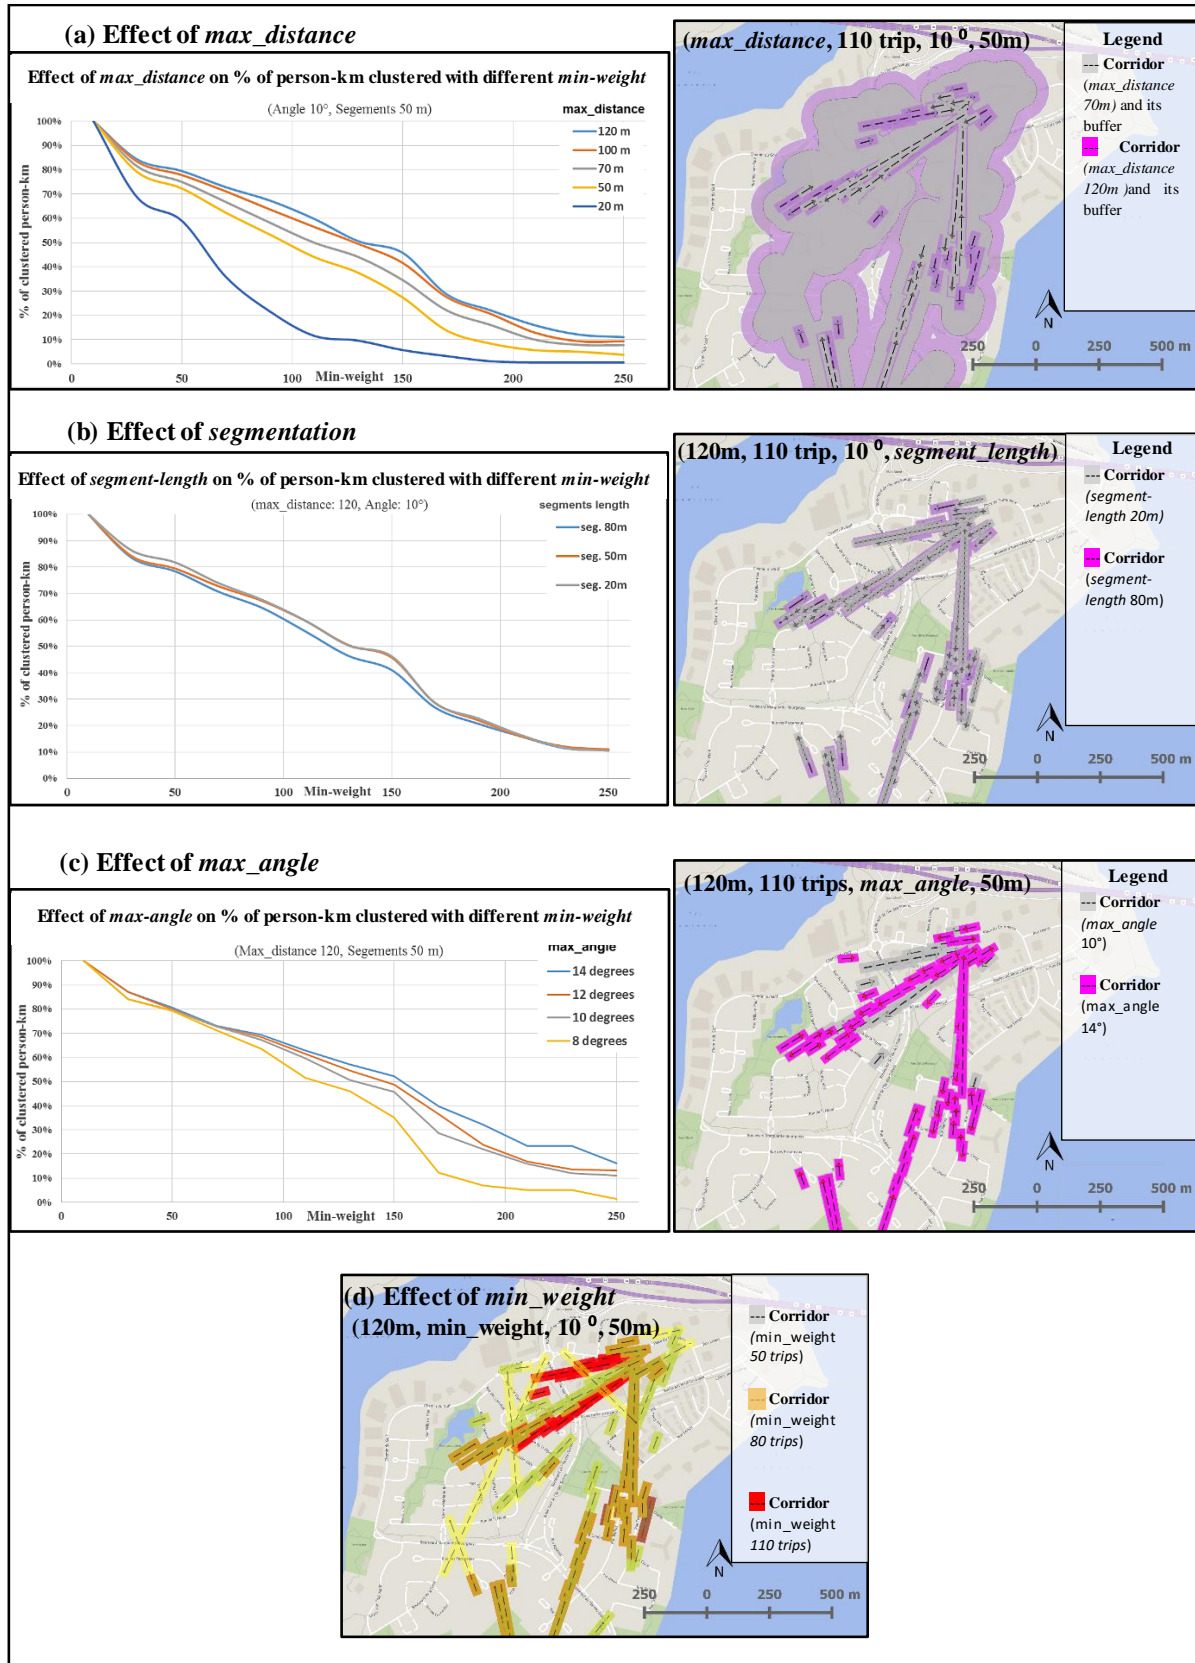 (a) Effect of max_distance
Effect of max_distance on % of person-km clustered with different min-weight
(Angle 10°, Segements 50 m)
max_distance
120 m
100 m
70 m
50 m
20 m
% of clustered person-km
100%
90%
80%
70%
60%
50%
40%
30%
20%
10%
0%
0 50 100 150 200 250
Min-weight
(max_distance, 110 trip, 10 ⁰, 50m)
Legend
Corridor
(max_distance
70m) and its
buffer
Corridor
(max_distance
120m )and its
buffer
N
250 0 250 500 m
(b) Effect of segmentation
Effect of segment-length on % of person-km clustered with different min-weight
(max_distance: 120, Angle: 10°)
segments length
seg. 80m
seg. 50m
seg. 20m
% of clustered person-km
100%
90%
80%
70%
60%
50%
40%
30%
20%
10%
0%
0 50 100 150 200 250
Min-weight
(120m, 110 trip, 10 ⁰, segment_length)
Legend
Corridor
(segment-
length 20m)
Corridor
(segment-
length 80m)
N
250 0 250 500 m
(c) Effect of max_angle
Effect of max-angle on % of person-km clustered with different min-weight
(Max_distance 120, Segements 50 m)
max_angle
14 degrees
12 degrees
10 degrees
8 degrees
% of clustered person-km
100%
90%
80%
70%
60%
50%
40%
30%
20%
10%
0%
0 50 100 150 200 250
Min-weight
(120m, 110 trips, max_angle, 50m)
Legend
Corridor
(max_angle
10°)
Corridor
(max_angle
14°)
N
250 0 250 500 m
(d) Effect of min_weight
(120m, min_weight, 10 ⁰, 50m)
Corridor
(min_weight
50 trips)
Corridor
(min_weight
80 trips)
Corridor
(min_weight
110 trips)
N
250 0 250 500 m